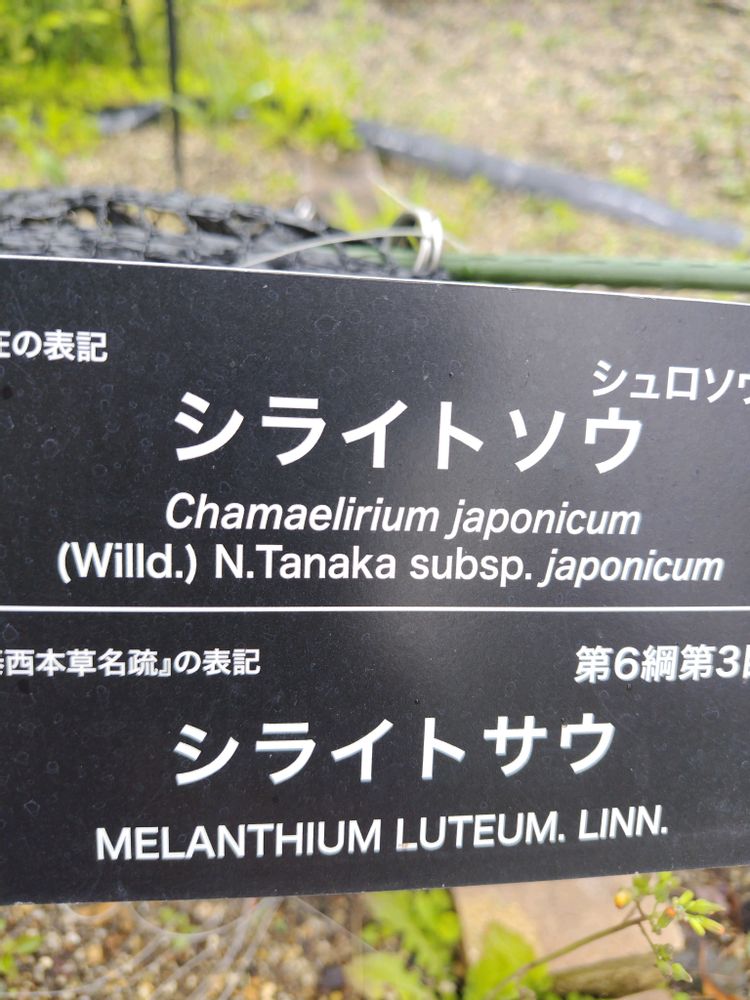 在の表記
シュロソウ
シライトソウ
Chamaelirium japonicum
(Willd.) N.Tanaka subsp. japonicum
西本草名疏』の表記
第6綱第3
シライトサウ
MELANTHIUM LUTEUM. LINN.